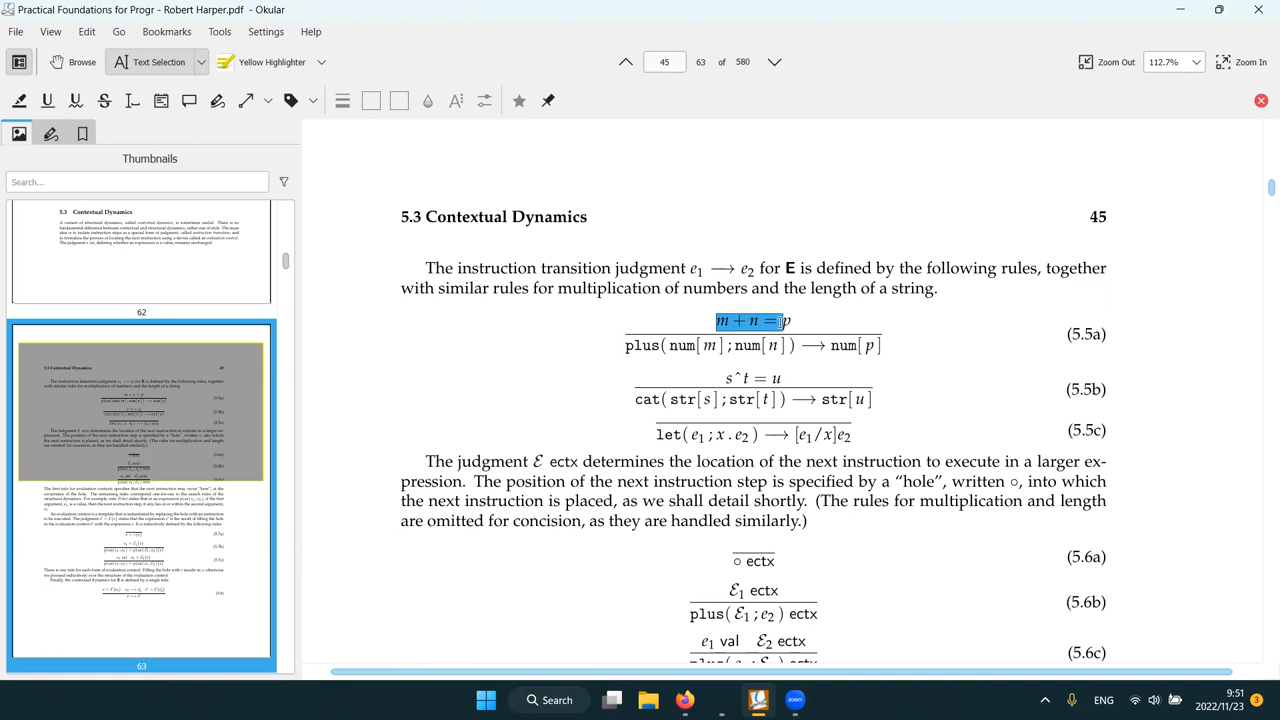 Practical Foundations for Progr - Robert Harper.pdf - Okular
File View Edit Go Bookmarks Tools Settings Help
Browse Text Selection Yellow Highlighter 45 63 of 580 Zoom Out 112.7% Zoom In
Thumbnails
Search...
5.3 Contextual Dynamics
62
63
5.3 Contextual Dynamics 45
The instruction transition judgment e₁ ⟶ e₂ for E is defined by the following rules, together
with similar rules for multiplication of numbers and the length of a string.
m + n = p
plus(num[m];num[n]) ⟶ num[p]
(5.5a)
s^t = u
cat(str[s];str[t]) ⟶ str[u]
(5.5b)
let(e₁;x.e₂) ⟶ [e₁/x]e₂
(5.5c)
The judgment ℰ ectx determines the location of the next instruction to execute in a larger ex-
pression. The position of the next instruction step is specified by a “hole”, written ∘, into which
the next instruction is placed, as we shall detail shortly. (The rules for multiplication and length
are omitted for concision, as they are handled similarly.)
∘ ectx
(5.6a)
ℰ₁ ectx
plus(ℰ₁;e₂) ectx
(5.6b)
e₁ val ℰ₂ ectx
(5.6c)
Search
zoom
ENG
9:51
2022/11/23
3